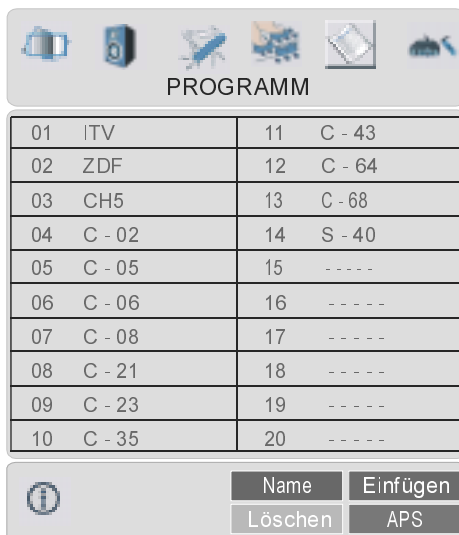 PROGRAMM
01 ITV 11 C - 43
02 ZDF 12 C - 64
03 CH5 13 C - 68
04 C - 02 14 S - 40
05 C - 05 15 - - - - -
06 C - 06 16 - - - - -
07 C - 08 17 - - - - -
08 C - 21 18 - - - - -
09 C - 23 19 - - - - -
10 C - 35 20 - - - - -
Name Einfügen
Löschen APS